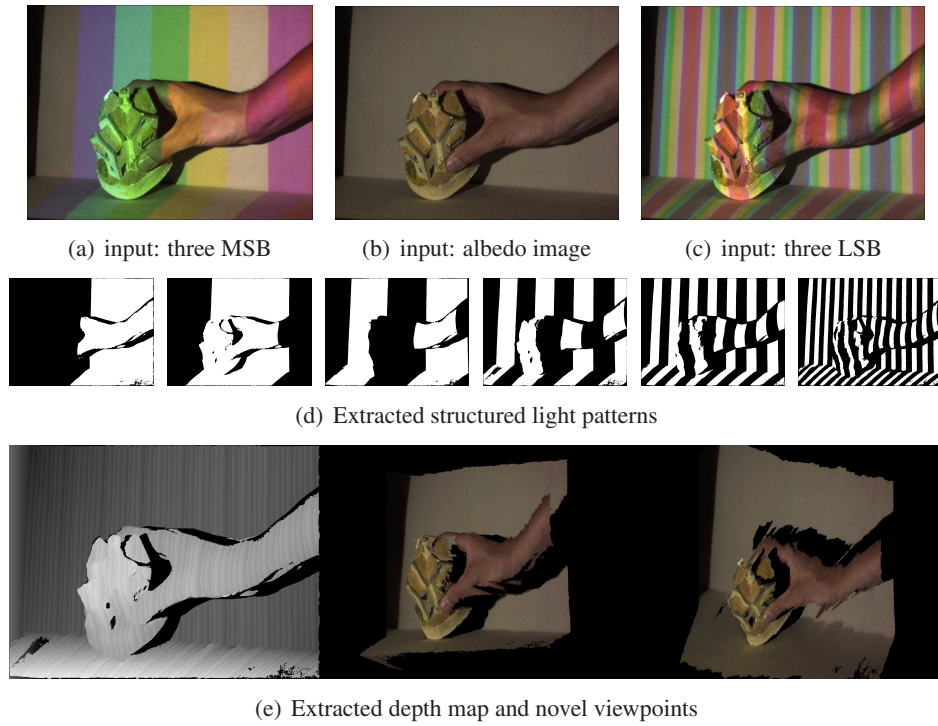 (a) input: three MSB
(b) input: albedo image
(c) input: three LSB
(d) Extracted structured light patterns
(e) Extracted depth map and novel viewpoints